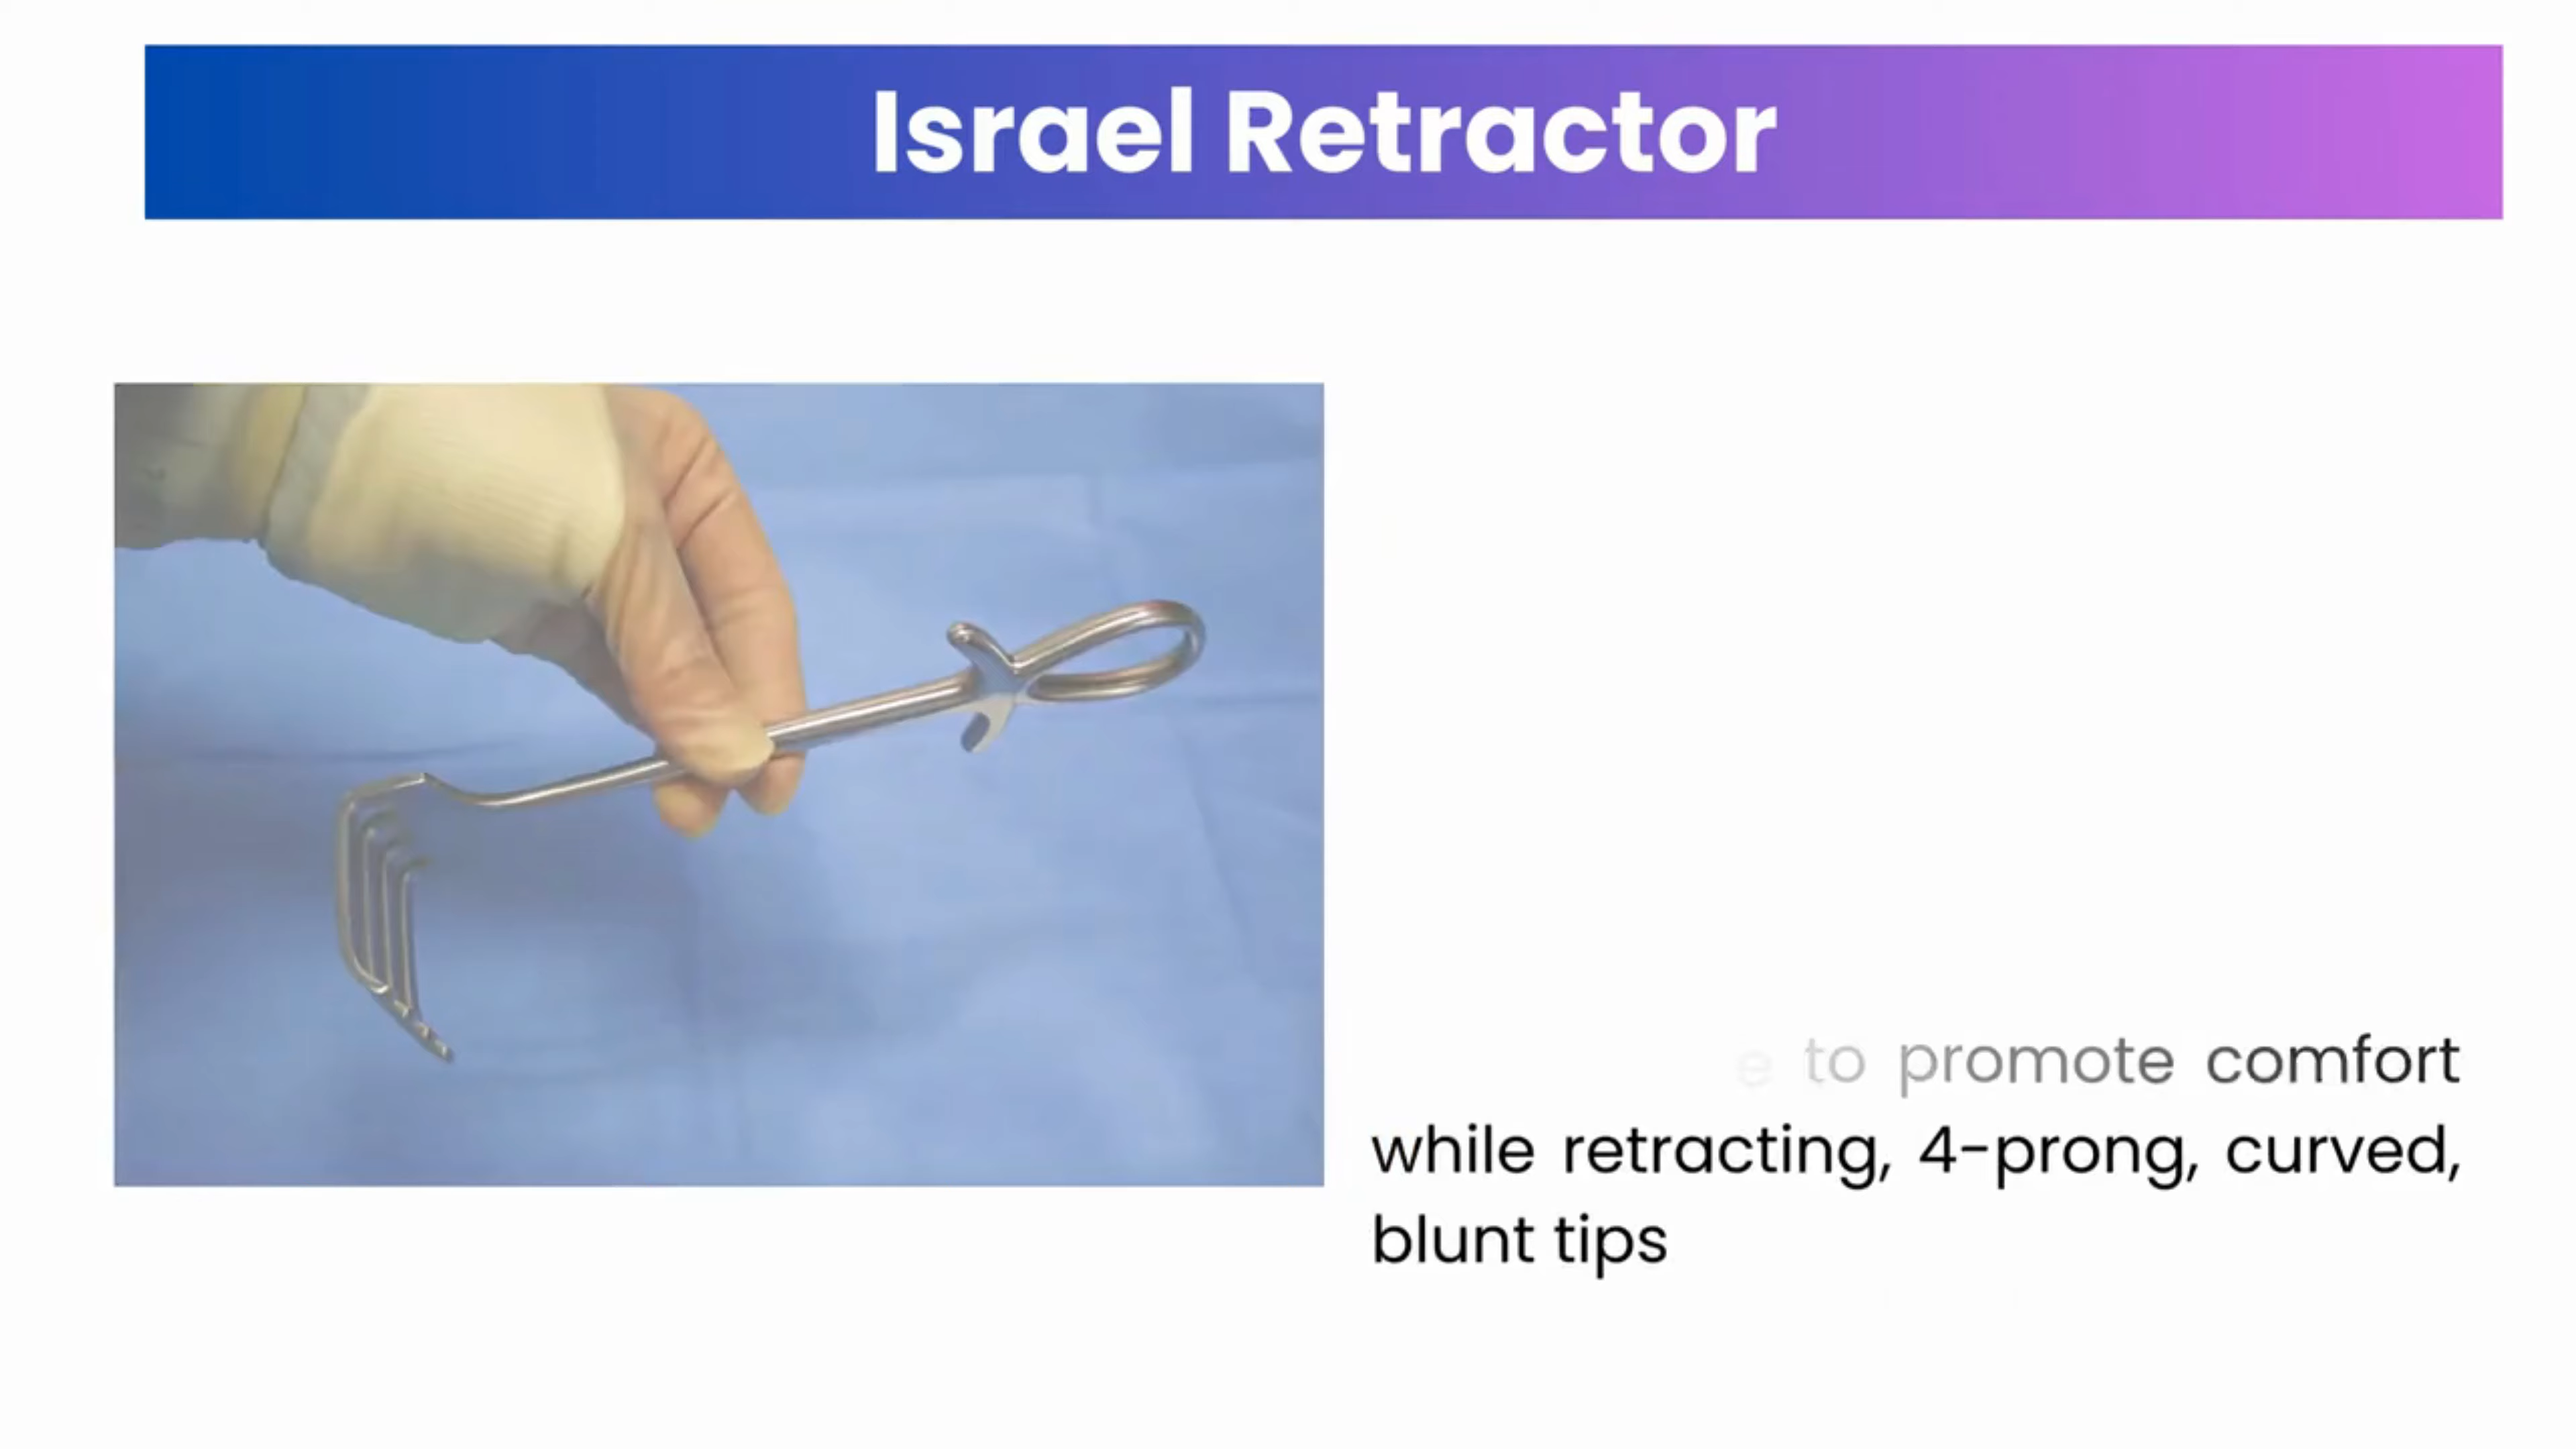 Israel Retractor
to promote comfort
while retracting, 4-prong, curved,
blunt tips